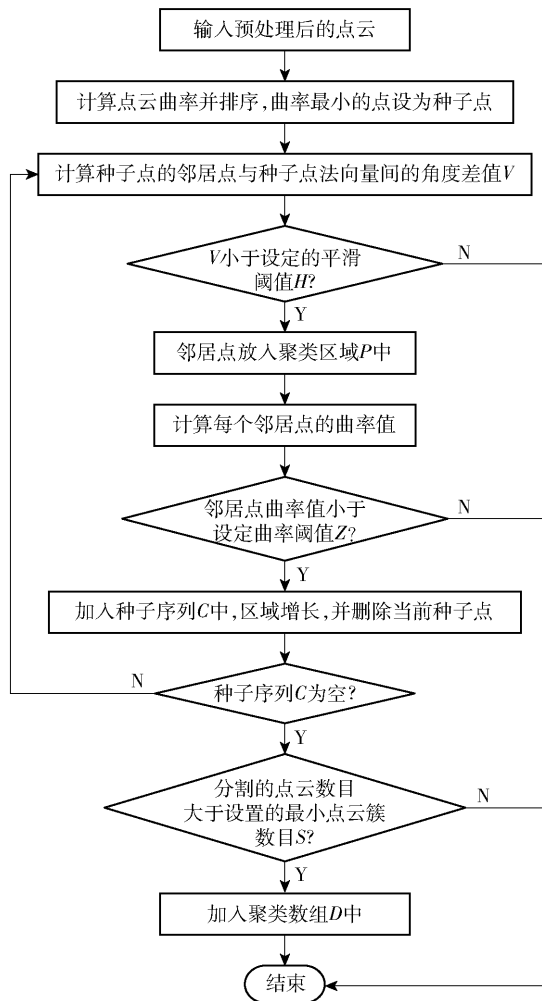 输入预处理后的点云
计算点云曲率并排序,曲率最小的点设为种子点
计算种子点的邻居点与种子点法向量间的角度差值V
V小于设定的平滑
阈值H?
N
Y
邻居点放入聚类区域P中
计算每个邻居点的曲率值
邻居点曲率值小于
设定曲率阈值Z?
N
Y
加入种子序列C中,区域增长,并删除当前种子点
N
种子序列C为空?
Y
分割的点云数目
大于设置的最小点云簇
数目S?
N
Y
加入聚类数组D中
结束